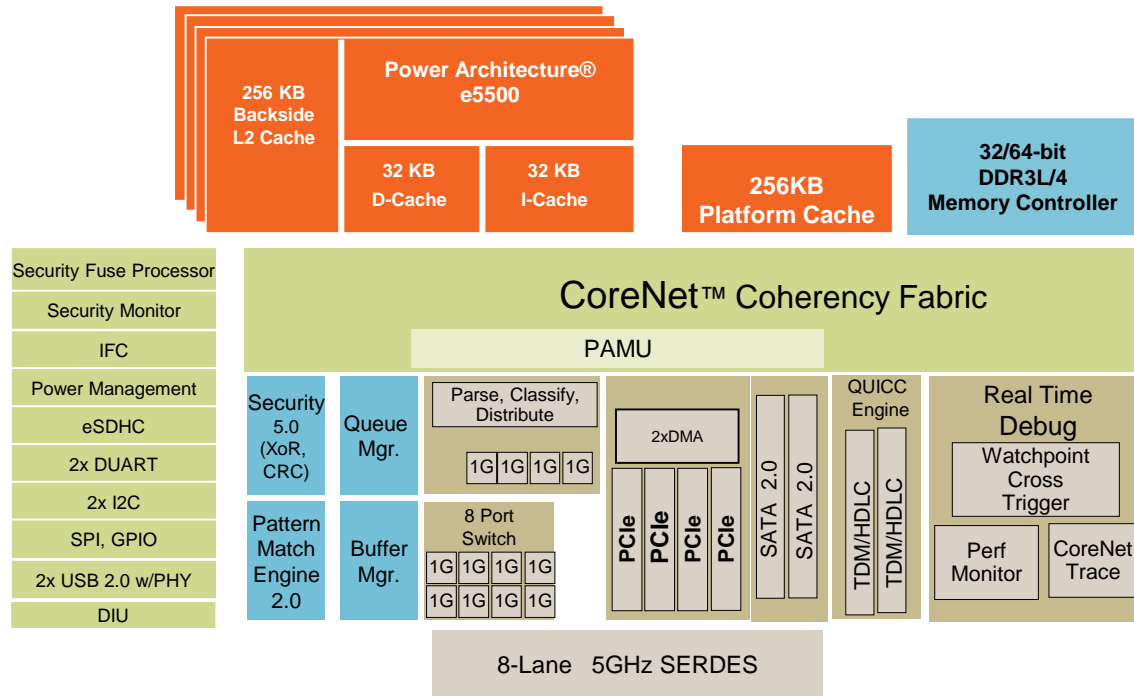 256 KB
Backside
L2 Cache
Power Architecture®
e5500
32 KB
D-Cache
32 KB
I-Cache
256KB
Platform Cache
32/64-bit
DDR3L/4
Memory Controller
Security Fuse Processor
Security Monitor
IFC
Power Management
eSDHC
2x DUART
2x I2C
SPI, GPIO
2x USB 2.0 w/PHY
DIU
CoreNet™ Coherency Fabric
PAMU
Security
5.0
(XoR,
CRC)
Queue
Mgr.
Pattern
Match
Engine
2.0
Buffer
Mgr.
Parse, Classify,
Distribute
1G 1G 1G 1G
8 Port
Switch
1G 1G 1G 1G
1G 1G 1G 1G
2xDMA
PCIe
PCIe
PCIe
PCIe
SATA 2.0
SATA 2.0
QUICC
Engine
TDM/HDLC
TDM/HDLC
Real Time
Debug
Watchpoint
Cross
Trigger
Perf
Monitor
CoreNet
Trace
8-Lane 5GHz SERDES